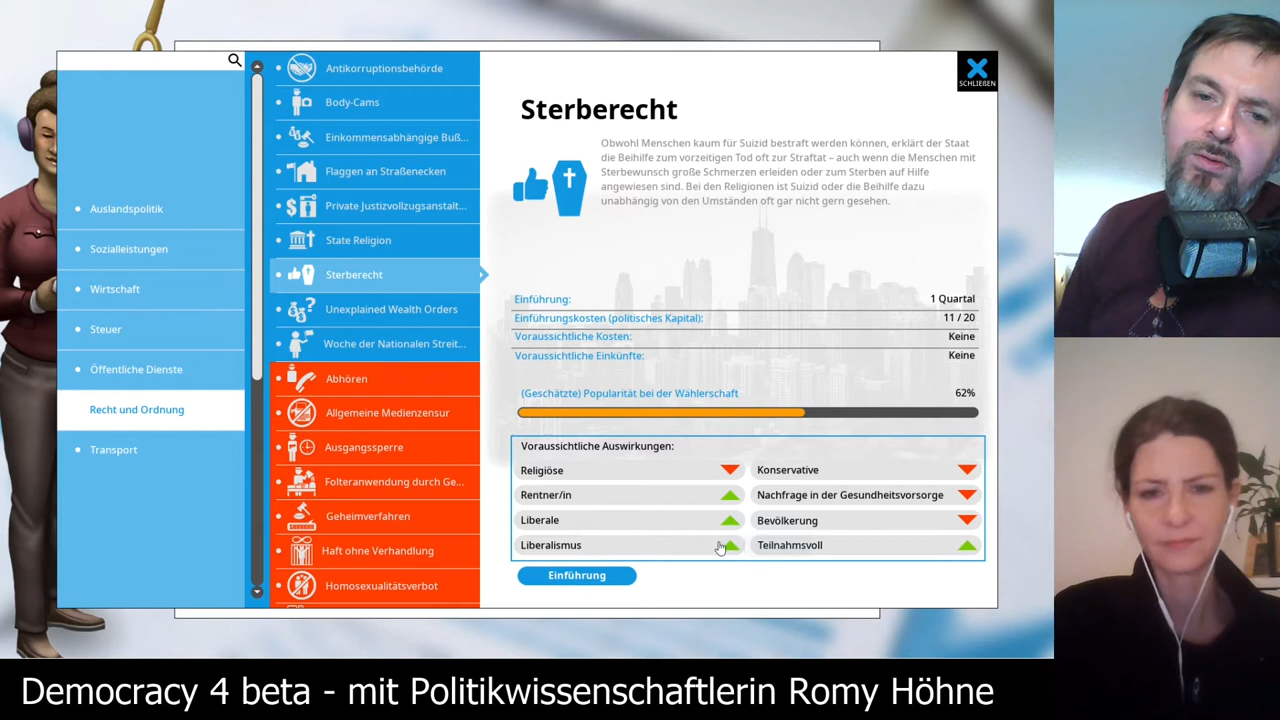 SCHLIEßEN
Auslandspolitik
Sozialleistungen
Wirtschaft
Steuer
Öffentliche Dienste
Recht und Ordnung
Transport
Antikorruptionsbehörde
Body-Cams
Einkommensabhängige Buß...
Flaggen an Straßenecken
Private Justizvollzugsanstalt...
State Religion
Sterberecht
Unexplained Wealth Orders
Woche der Nationalen Streit...
Abhören
Allgemeine Medienzensur
Ausgangssperre
Folteranwendung durch Ge...
Geheimverfahren
Haft ohne Verhandlung
Homosexualitätsverbot
Sterberecht
Obwohl Menschen kaum für Suizid bestraft werden können, erklärt der Staat
die Beihilfe zum vorzeitigen Tod oft zur Straftat – auch wenn die Menschen mit
Sterbewunsch große Schmerzen erleiden oder zum Sterben auf Hilfe
angewiesen sind. Bei den Religionen ist Suizid oder die Beihilfe dazu
unabhängig von den Umständen oft gar nicht gern gesehen.
Einführung: 1 Quartal
Einführungskosten (politisches Kapital): 11 / 20
Voraussichtliche Kosten: Keine
Voraussichtliche Einkünfte: Keine
(Geschätzte) Popularität bei der Wählerschaft 62%
Voraussichtliche Auswirkungen:
Religiöse Konservative
Rentner/in Nachfrage in der Gesundheitsvorsorge
Liberale Bevölkerung
Liberalismus Teilnahmsvoll
Einführung
Democracy 4 beta - mit Politikwissenschaftlerin Romy Höhne